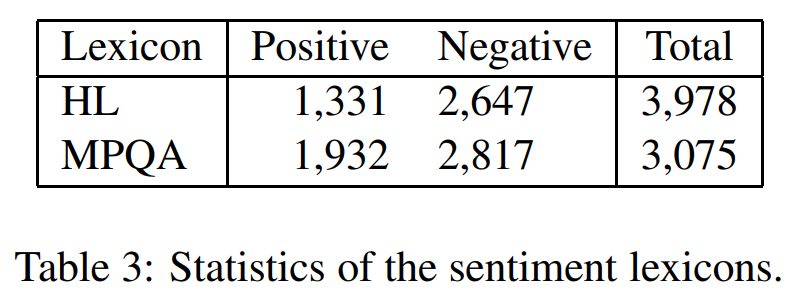 Lexicon Positive Negative Total
HL 1,331 2,647 3,978
MPQA 1,932 2,817 3,075
Table 3: Statistics of the sentiment lexicons.